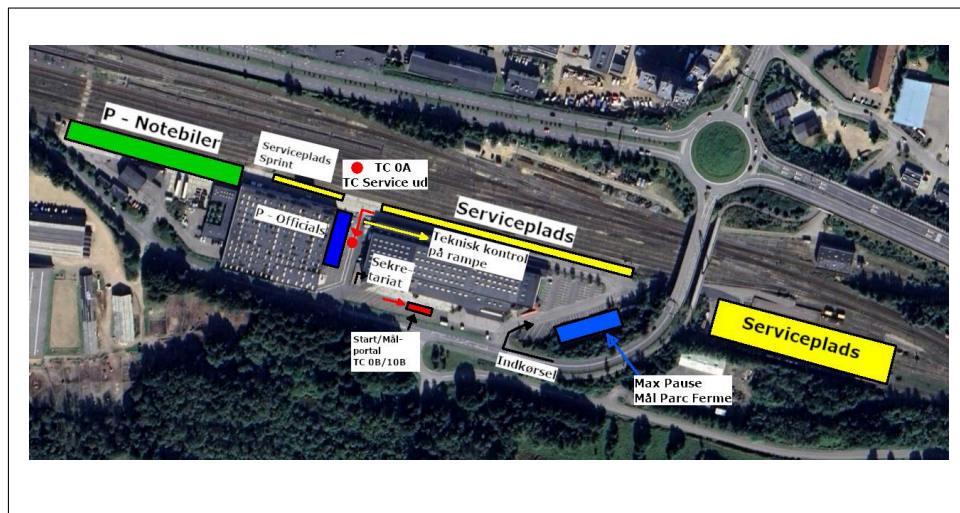 P - Notebiler
Serviceplads
Sprint
TC 0A
TC Service ud
P - Officials
Serviceplads
Teknisk kontrol
på rampe
Sekre-
tariat
Start/Mål-
portal
TC 0B/10B
Indkørsel
Max Pause
Mål Parc Ferme
Serviceplads